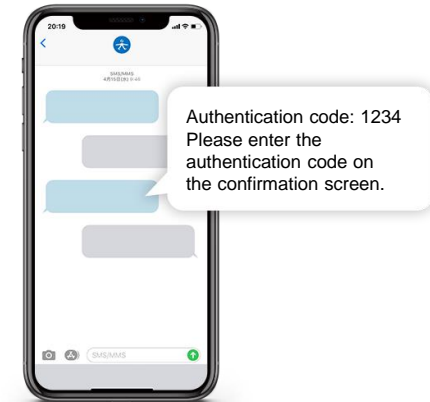 20:19
SMS/MMS
Authentication code: 1234
Please enter the
authentication code on
the confirmation screen.
SMS/MMS